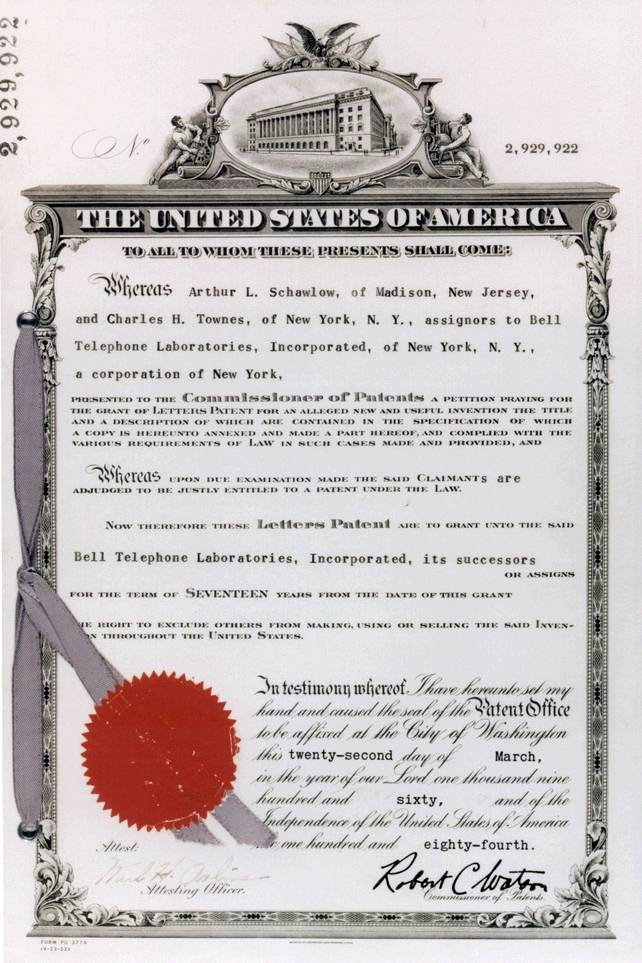 2,929,922
No.
2,929,922
THE UNITED STATES OF AMERICA
TO ALL TO WHOM THESE PRESENTS SHALL COME:
Whereas Arthur L. Schawlow, of Madison, New Jersey,
and Charles H. Townes, of New York, N. Y., assignors to Bell
Telephone Laboratories, Incorporated, of New York, N. Y.,
a corporation of New York,
PRESENTED TO THE Commissioner of Patents A PETITION PRAYING FOR
THE GRANT OF LETTERS PATENT FOR AN ALLEGED NEW AND USEFUL INVENTION THE TITLE
AND A DESCRIPTION OF WHICH ARE CONTAINED IN THE SPECIFICATION OF WHICH
A COPY IS HEREUNTO ANNEXED AND MADE A PART HEREOF, AND COMPLIED WITH THE
VARIOUS REQUIREMENTS OF LAW IN SUCH CASES MADE AND PROVIDED, AND
Whereas UPON DUE EXAMINATION MADE THE SAID CLAIMANTS are
ADJUDGED TO BE JUSTLY ENTITLED TO A PATENT UNDER THE LAW.
NOW THEREFORE THESE Letters Patent ARE TO GRANT UNTO THE SAID
Bell Telephone Laboratories, Incorporated, its successors
OR ASSIGNS
FOR THE TERM OF SEVENTEEN YEARS FROM THE DATE OF THIS GRANT
HE RIGHT TO EXCLUDE OTHERS FROM MAKING, USING OR SELLING THE SAID INVEN-
ON THROUGHOUT THE UNITED STATES.
In testimony whereof I have hereunto set my
hand and caused the seal of the Patent Office
to be affixed at the City of Washington
this twenty-second day of March,
in the year of our Lord one thousand nine
hundred and sixty, and of the
Independence of the United States of America
one hundred and eighty-fourth.
Attest:
Attesting Officer.
Robert C Watson
Commissioner of Patents
FORM PO 377A